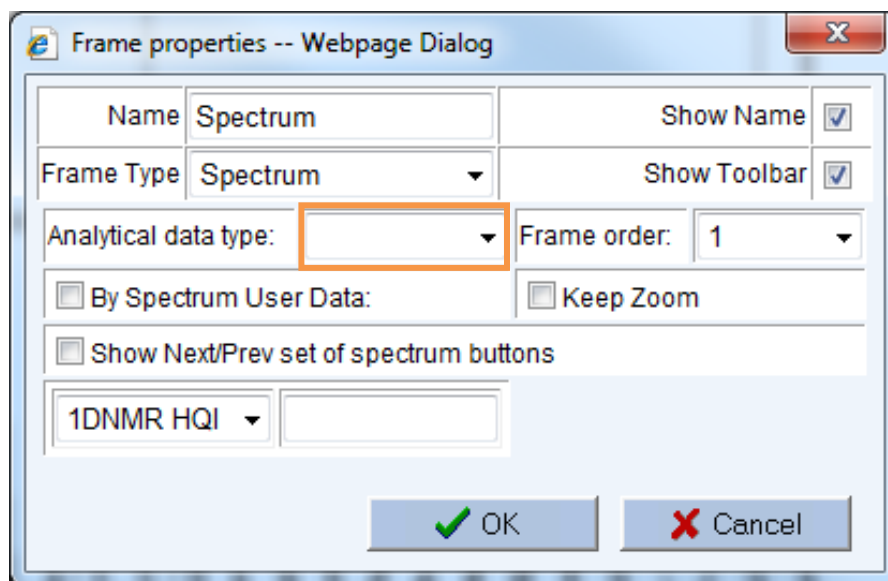 Frame properties -- Webpage Dialog
Name Spectrum Show Name
Frame Type Spectrum Show Toolbar
Analytical data type: Frame order: 1
By Spectrum User Data: Keep Zoom
Show Next/Prev set of spectrum buttons
1DNMR HQI
OK Cancel